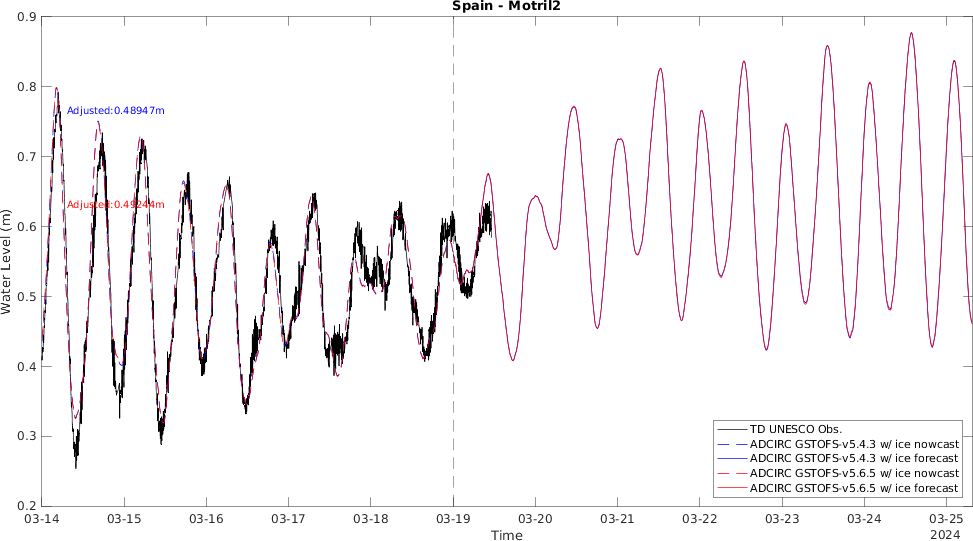 Spain - Motril2
0.9
0.8
0.7
0.6
0.5
0.4
0.3
0.2
Water Level (m)
Adjusted:0.48947m
Adjusted:0.49244m
TD UNESCO Obs.
ADCIRC GSTOFS-v5.4.3 w/ ice nowcast
ADCIRC GSTOFS-v5.4.3 w/ ice forecast
ADCIRC GSTOFS-v5.6.5 w/ ice nowcast
ADCIRC GSTOFS-v5.6.5 w/ ice forecast
03-14 03-15 03-16 03-17 03-18 03-19 03-20 03-21 03-22 03-23 03-24 03-25
Time
2024